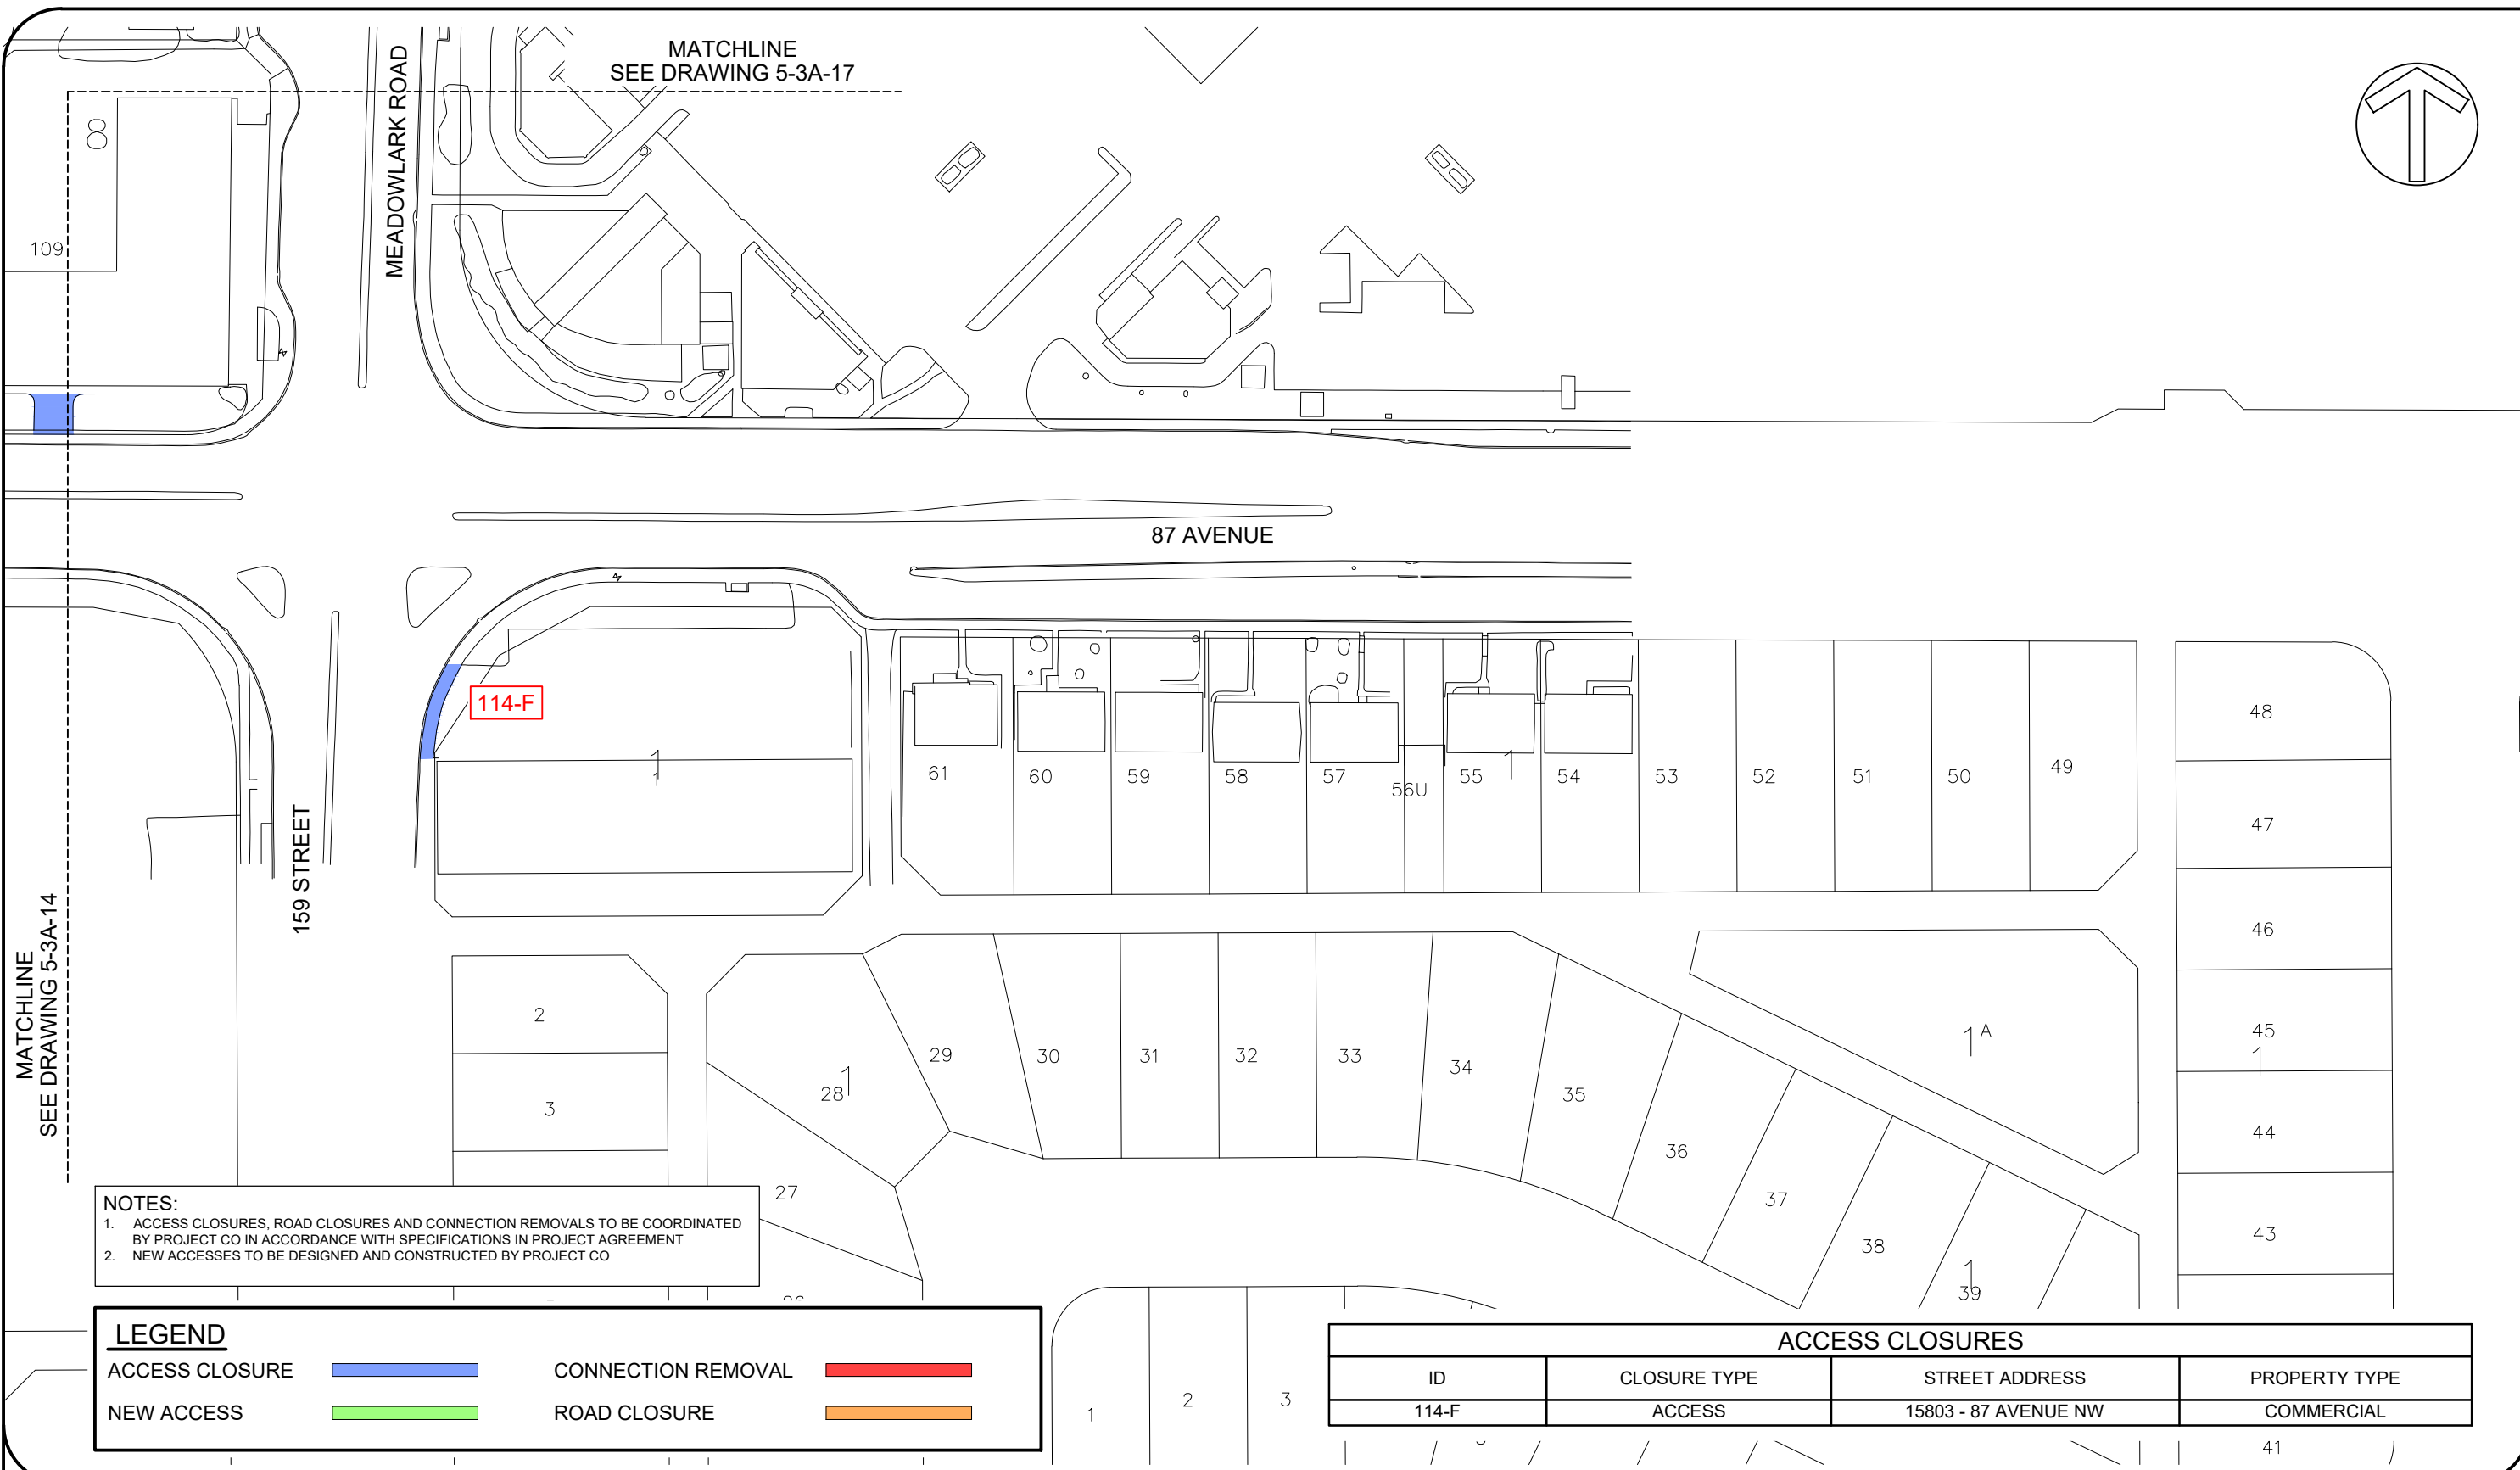 MATCHLINE
SEE DRAWING 5-3A-17
MEADOWLARK ROAD
8
109
87 AVENUE
114-F
1
1
159 STREET
MATCHLINE
SEE DRAWING 5-3A-14
61
60
59
58
57
56U
55
1
54
53
52
51
50
49
48
47
46
45
1
44
43
2
3
28
1
29
30
31
32
33
34
35
36
37
38
1
39
1 A
27
NOTES:
1. ACCESS CLOSURES, ROAD CLOSURES AND CONNECTION REMOVALS TO BE COORDINATED
BY PROJECT CO IN ACCORDANCE WITH SPECIFICATIONS IN PROJECT AGREEMENT
2. NEW ACCESSES TO BE DESIGNED AND CONSTRUCTED BY PROJECT CO
LEGEND
ACCESS CLOSURE
CONNECTION REMOVAL
NEW ACCESS
ROAD CLOSURE
1
2
3
ACCESS CLOSURES
ID CLOSURE TYPE STREET ADDRESS PROPERTY TYPE
114-F ACCESS 15803 - 87 AVENUE NW COMMERCIAL
41